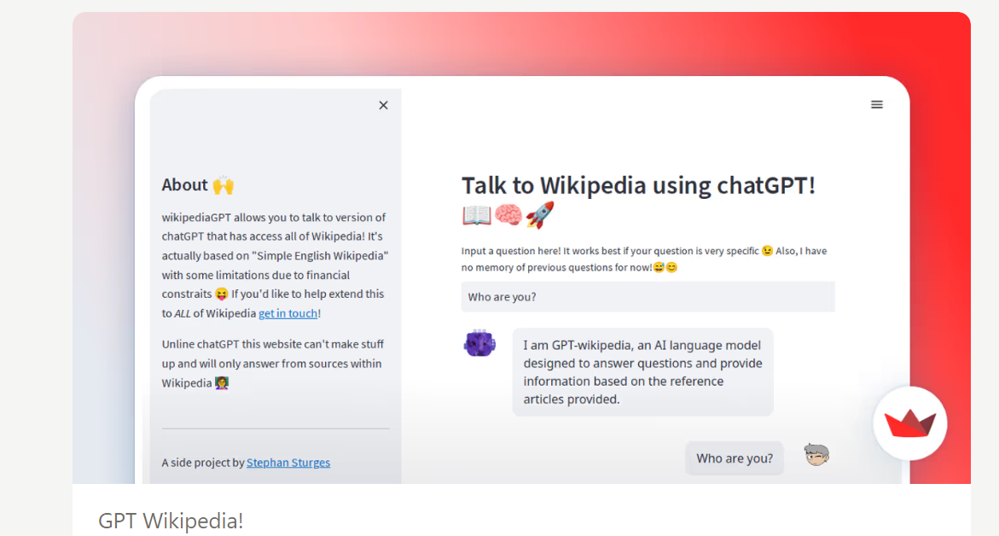 About 🙌
wikipediaGPT allows you to talk to version of
chatGPT that has access all of Wikipedia! It's
actually based on "Simple English Wikipedia"
with some limitations due to financial
constraits 😝 If you'd like to help extend this
to ALL of Wikipedia get in touch!
Unline chatGPT this website can't make stuff
up and will only answer from sources within
Wikipedia 👩‍🏫
A side project by Stephan Sturges
Talk to Wikipedia using chatGPT!
📖🧠🚀
Input a question here! It works best if your question is very specific 😉 Also, I have
no memory of previous questions for now!😅😊
Who are you?
I am GPT-wikipedia, an AI language model
designed to answer questions and provide
information based on the reference
articles provided.
Who are you?
GPT Wikipedia!